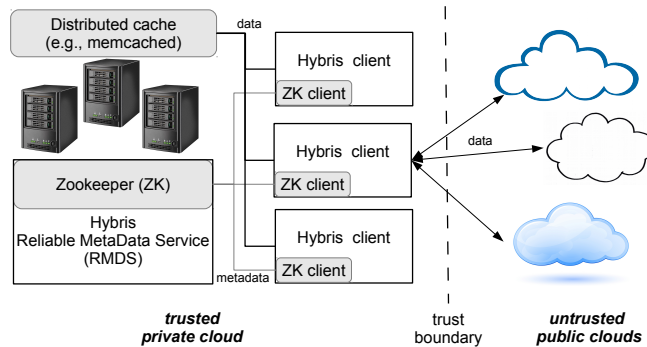 Distributed cache
(e.g., memcached)
data
Hybris client
ZK client
Hybris client
ZK client
data
Zookeeper (ZK)
Hybris
Reliable MetaData Service
(RMDS)
Hybris client
ZK client
metadata
trusted
private cloud
trust
boundary
untrusted
public clouds